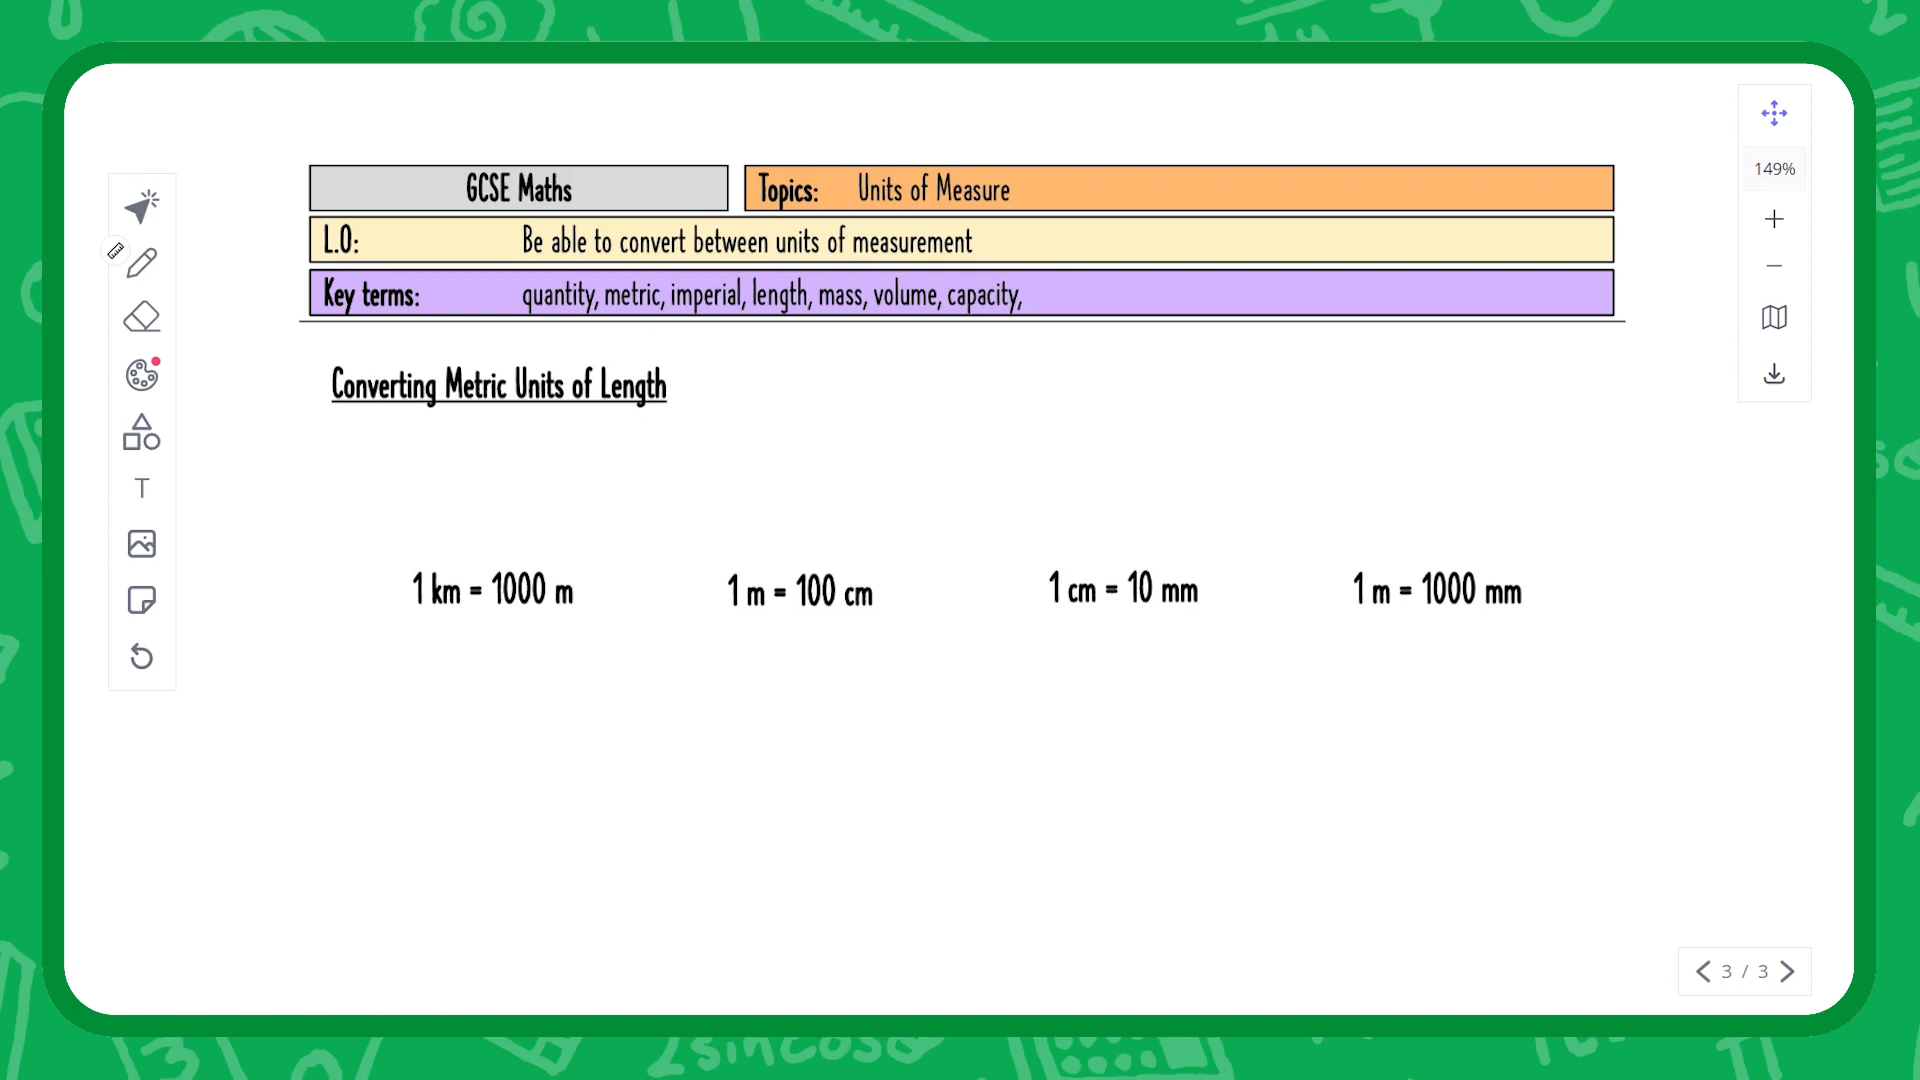 GCSE Maths
Topics: Units of Measure
L.O: Be able to convert between units of measurement
Key terms: quantity, metric, imperial, length, mass, volume, capacity,
Converting Metric Units of Length
1 km = 1000 m
1 m = 100 cm
1 cm = 10 mm
1 m = 1000 mm
149%
T
3 / 3
sincos